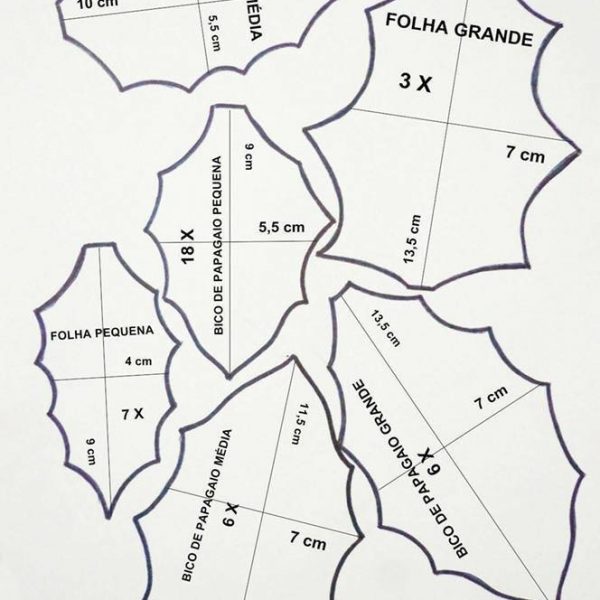 10 cm
5,5 cm
MÉDIA
FOLHA GRANDE
3 X
7 cm
13,5 cm
9 cm
5,5 cm
18 X
BICO DE PAPAGAIO PEQUENA
FOLHA PEQUENA
4 cm
7 X
9 cm
13,5 cm
7 cm
6 X
BICO DE PAPAGAIO GRANDE
11,5 cm
BICO DE PAPAGAIO MÉDIA
6 X
7 cm